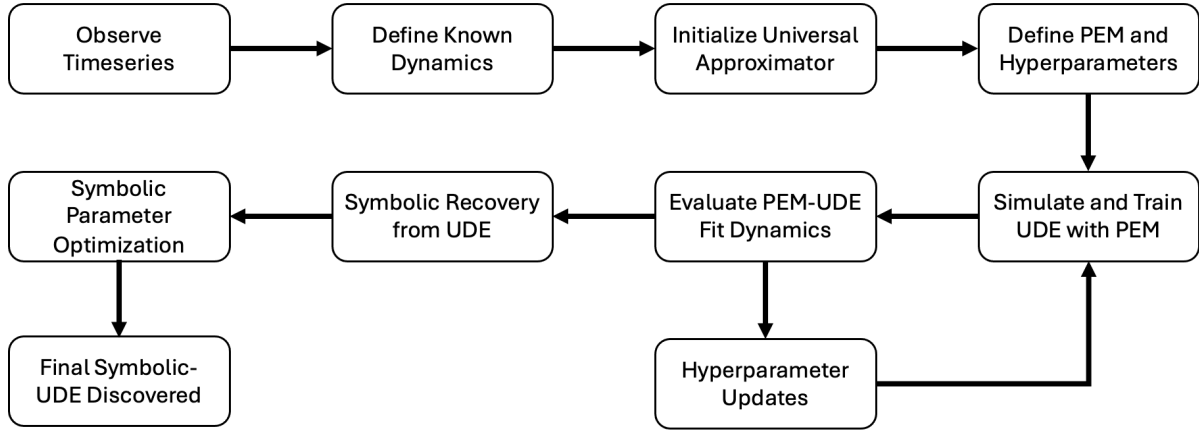 Observe
Timeseries
Define Known
Dynamics
Initialize Universal
Approximator
Define PEM and
Hyperparameters
Symbolic
Parameter
Optimization
Symbolic Recovery
from UDE
Evaluate PEM-UDE
Fit Dynamics
Simulate and Train
UDE with PEM
Final Symbolic-
UDE Discovered
Hyperparameter
Updates